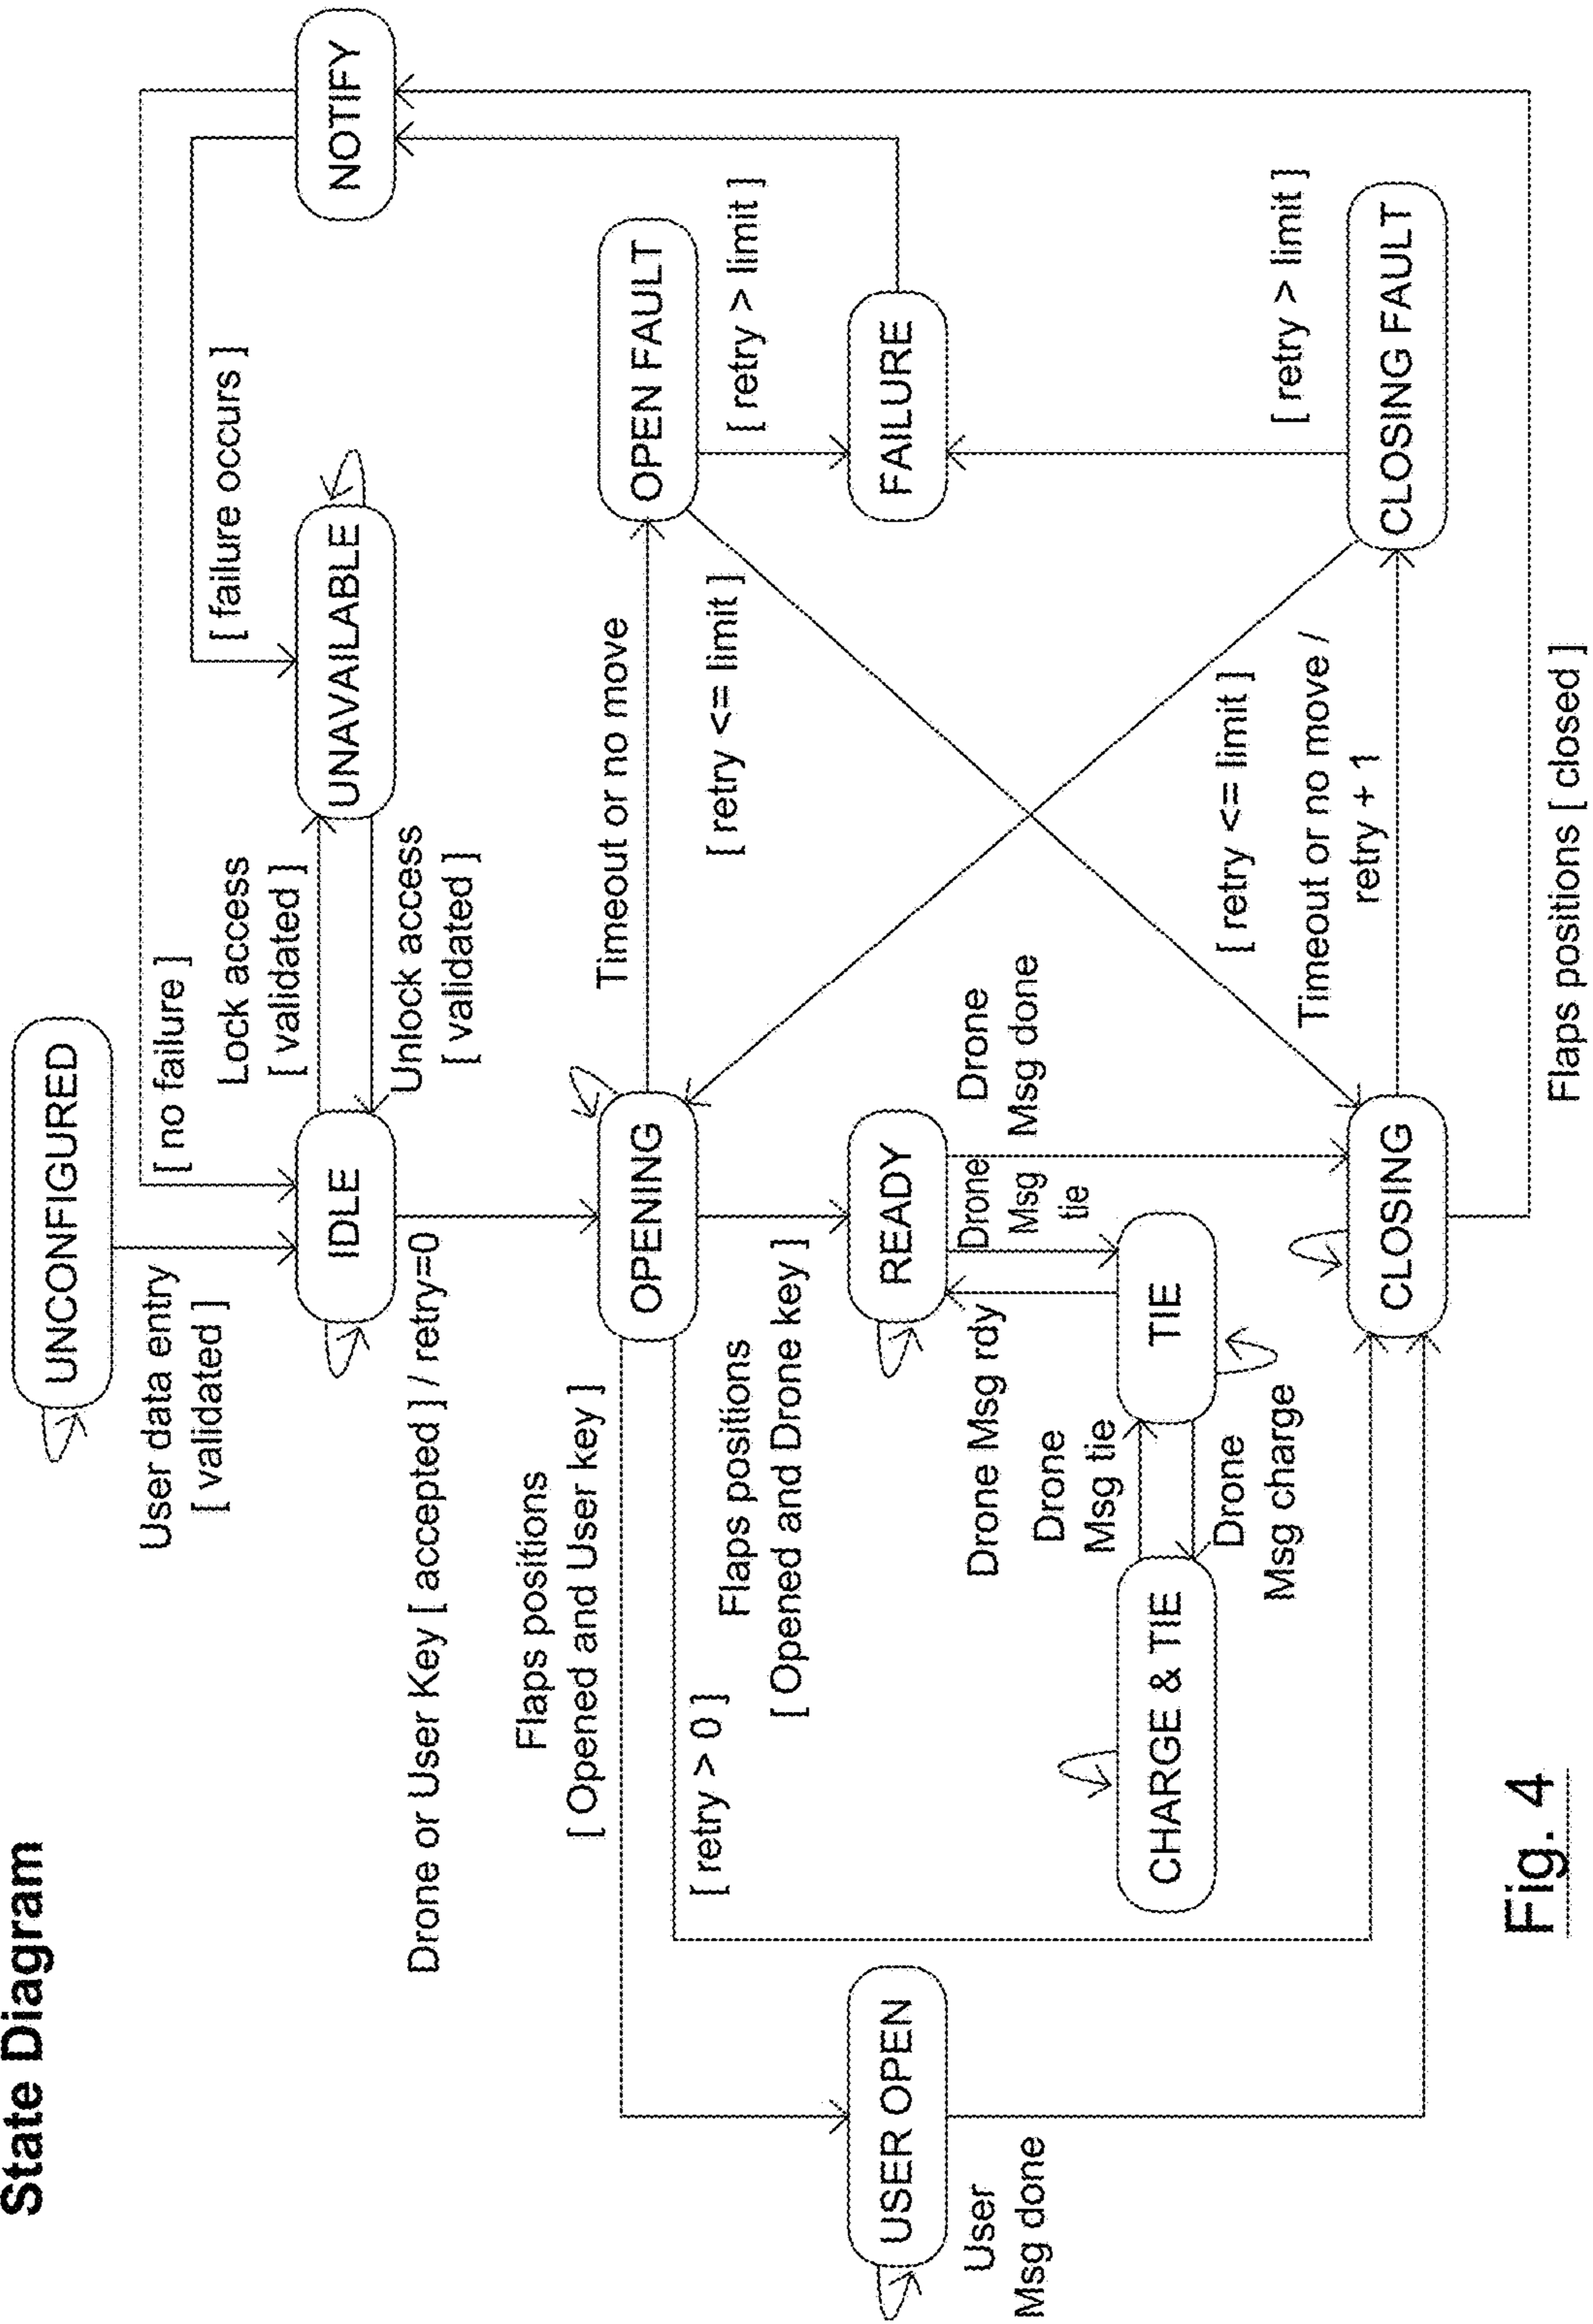 State Diagram
UNCONFIGURED
User data entry
[ validated ]
[ no failure ]
[ failure occurs ]
Lock access
[ validated ]
IDLE
UNAVAILABLE
NOTIFY
Unlock access
[ validated ]
Drone or User Key [ accepted ] / retry=0
Flaps positions
[ Opened and User key ]
Timeout or no move
OPENING
OPEN FAULT
[ retry > 0 ]
Flaps positions
[ Opened and Drone key ]
[ retry <= limit ]
[ retry > limit ]
USER OPEN
READY
FAILURE
User
Msg done
Drone Msg rdy
Drone
Msg
tie
Drone
Msg done
Drone
Msg tie
CHARGE & TIE
TIE
Drone
Msg charge
[ retry <= limit ]
[ retry > limit ]
Timeout or no move /
retry + 1
CLOSING
CLOSING FAULT
Flaps positions [ closed ]
Fig. 4